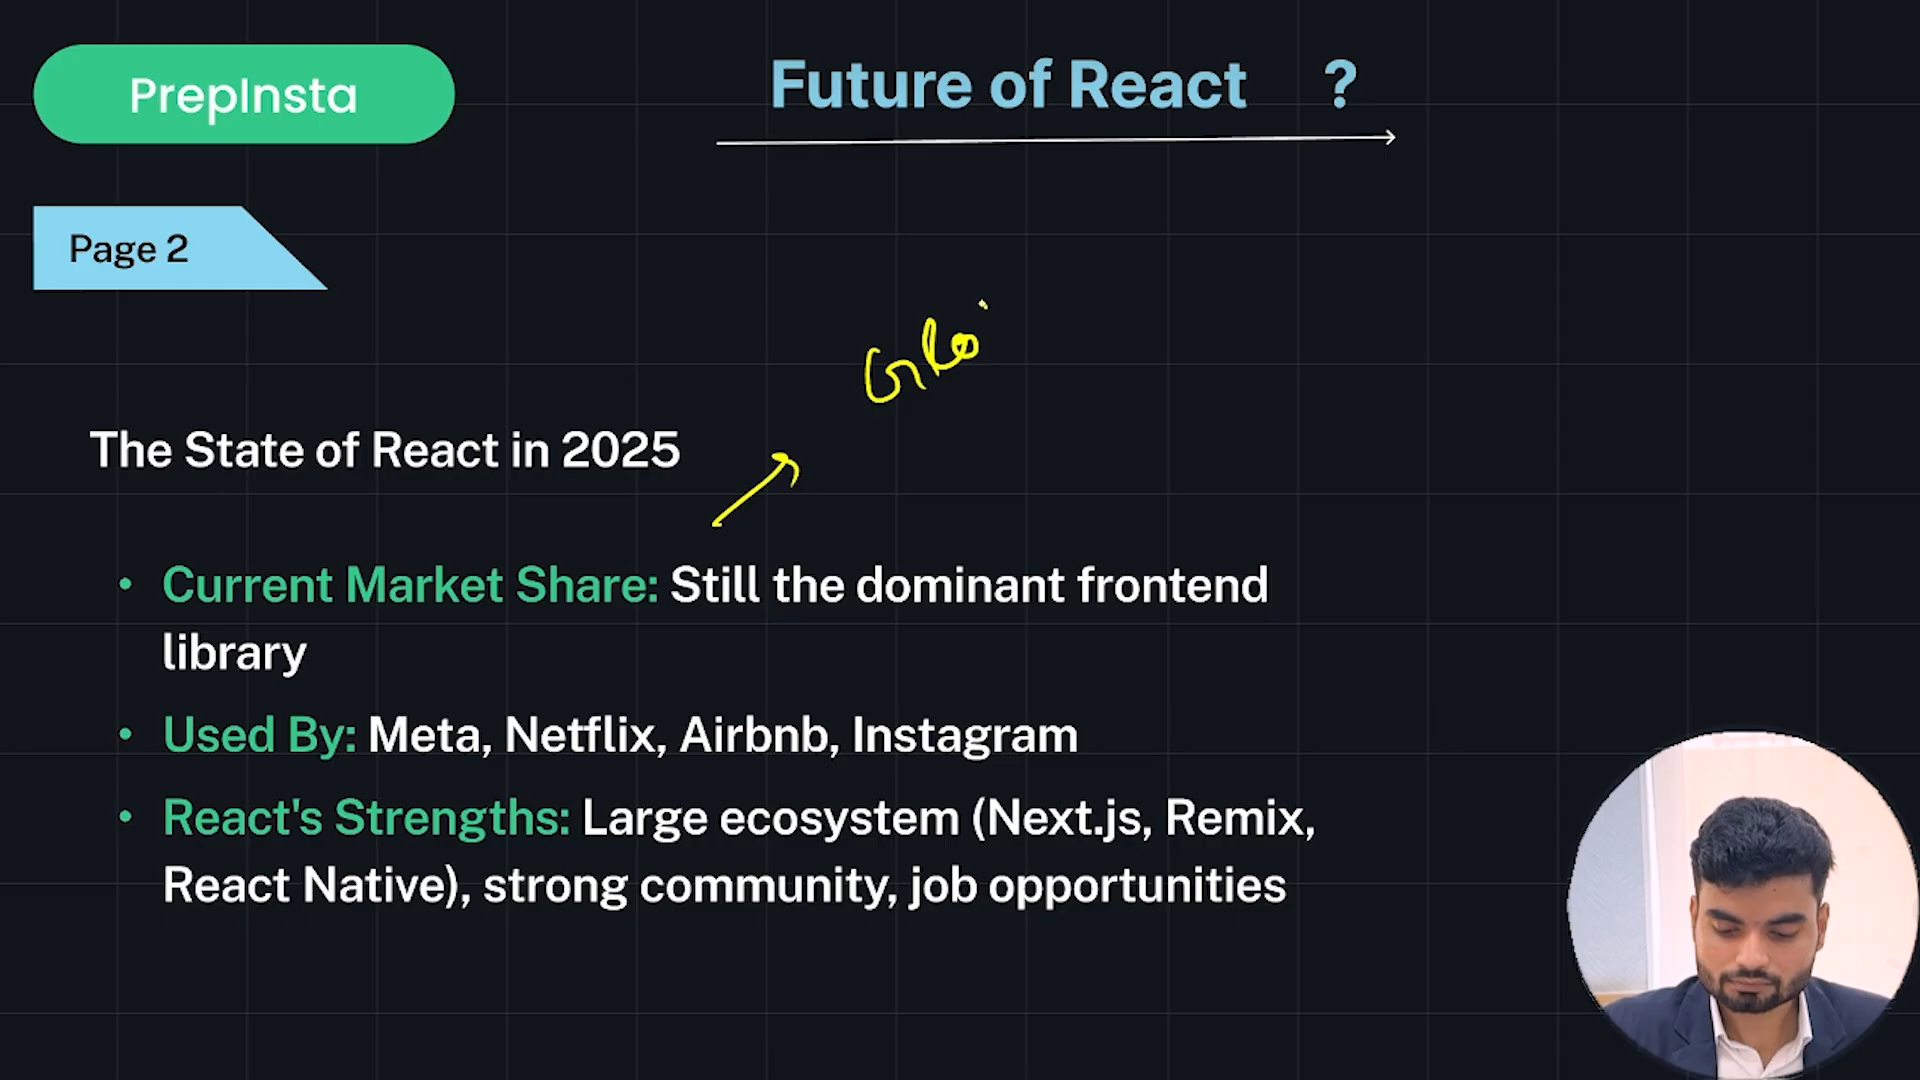 PrepInsta
Future of React ?
Page 2
The State of React in 2025
• Current Market Share: Still the dominant frontend
library
• Used By: Meta, Netflix, Airbnb, Instagram
• React's Strengths: Large ecosystem (Next.js, Remix,
React Native), strong community, job opportunities